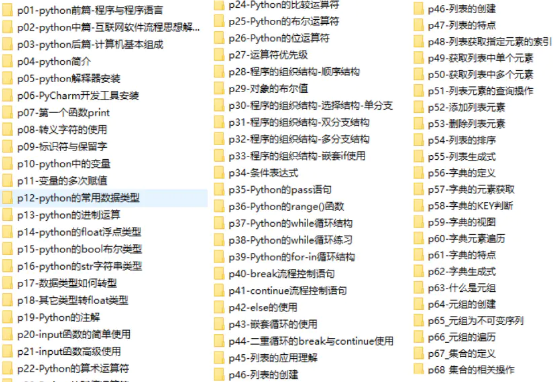 p01-python前篇-程序与程序语言
p02-python中篇-互联网软件流程思想解...
p03-python后篇-计算机基本组成
p04-python简介
p05-python解释器安装
p06-PyCharm开发工具安装
p07-第一个函数print
p08-转义字符的使用
p09-标识符与保留字
p10-python中的变量
p11-变量的多次赋值
p12-python的常用数据类型
p13-python的进制运算
p14-python的float浮点类型
p15-python的bool布尔类型
p16-python的str字符串类型
p17-数据类型如何转型
p18-其它类型转float类型
p19-Python的注解
p20-input函数的简单使用
p21-input函数高级使用
p22-Python的算术运算符
p24-Python的比较运算符
p25-Python的布尔运算符
p26-Python的位运算符
p27-运算符优先级
p28-程序的组织结构-顺序结构
p29-对象的布尔值
p30-程序的组织结构-选择结构-单分支
p31-程序的组织结构-双分支结构
p32-程序的组织结构-多分支结构
p33-程序的组织结构-嵌套if使用
p34-条件表达式
p35-Python的pass语句
p36-Python的range()函数
p37-Python的while循环结构
p38-Python的while循环练习
p39-Python的for-in循环结构
p40-break流程控制语句
p41-continue流程控制语句
p42-else的使用
p43-嵌套循环的使用
p44-二重循环的break与continue使用
p45-列表的应用理解
p46-列表的创建
p46-列表的创建
p47-列表的特点
p48-列表获取指定元素的索引
p49-获取列表中单个元素
p50-获取列表中多个元素
p51-列表元素的查询操作
p52-添加列表元素
p53-删除列表元素
p54-列表的排序
p55-列表生成式
p56-字典的定义
p57-字典的元素获取
p58-字典的KEY判断
p59-字典的视图
p60-字典元素遍历
p61-字典的特点
p62-字典生成式
p63-什么是元组
p64-元组的创建
p65_元组为不可变序列
p66_元组的遍历
p67_集合的定义
p68 集合的相关操作